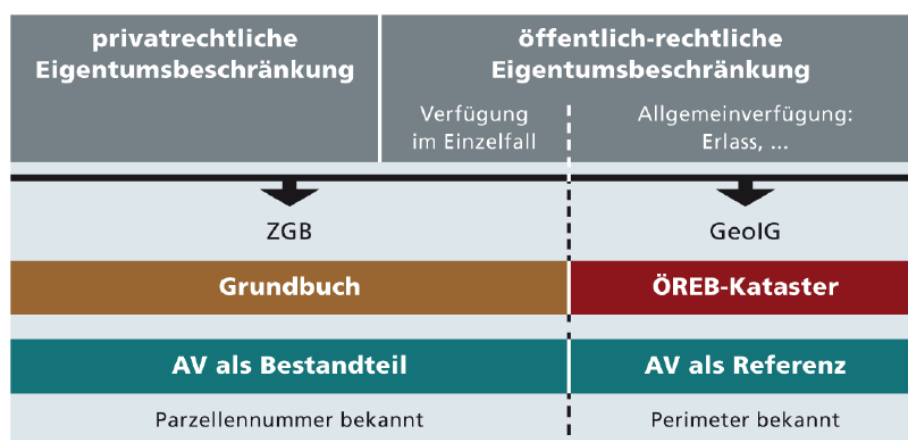 privatrechtliche
Eigentumsbeschränkung
öffentlich-rechtliche
Eigentumsbeschränkung
Verfügung
im Einzelfall
Allgemeinverfügung:
Erlass, ...
ZGB
GeoIG
Grundbuch
ÖREB-Kataster
AV als Bestandteil
AV als Referenz
Parzellennummer bekannt
Perimeter bekannt